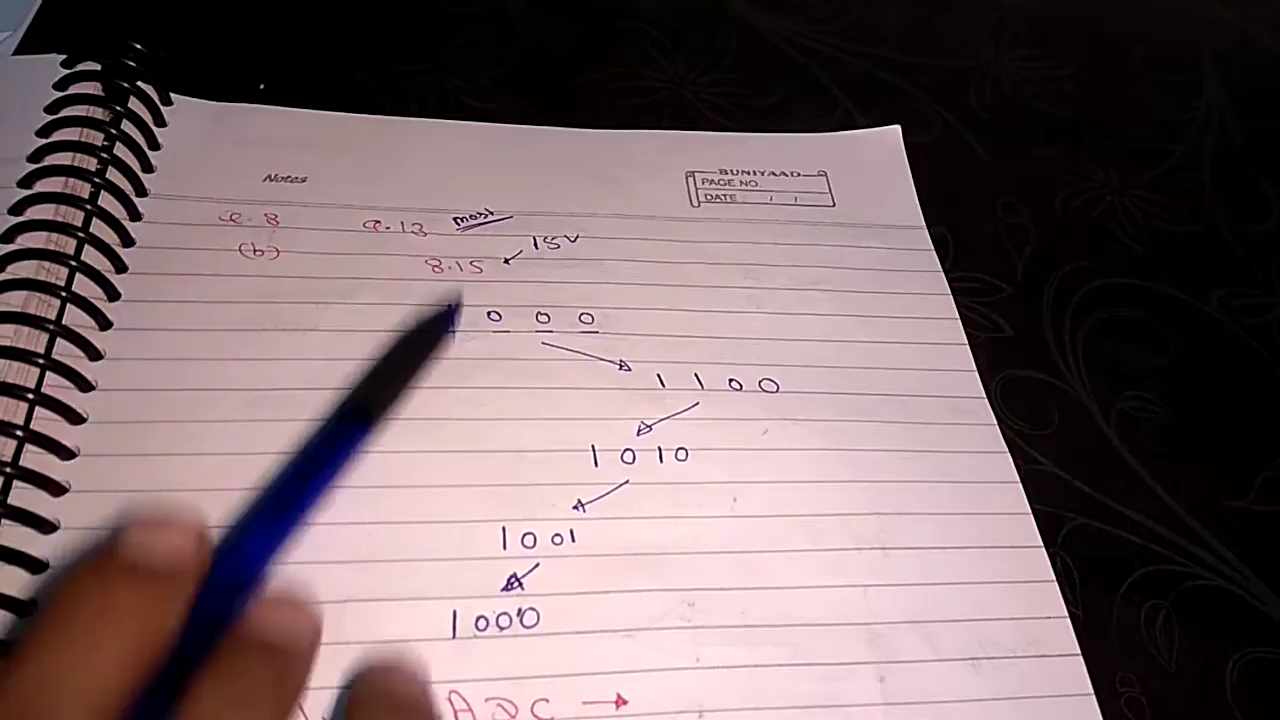 Notes
BUNIYAAD
PAGE NO.
DATE / /
Q.8 Q.13 most
(b) 8.15 15V
0 0 0
1 1 0 0
1 0 1 0
1 0 0 1
1 0 0 0
ADC →